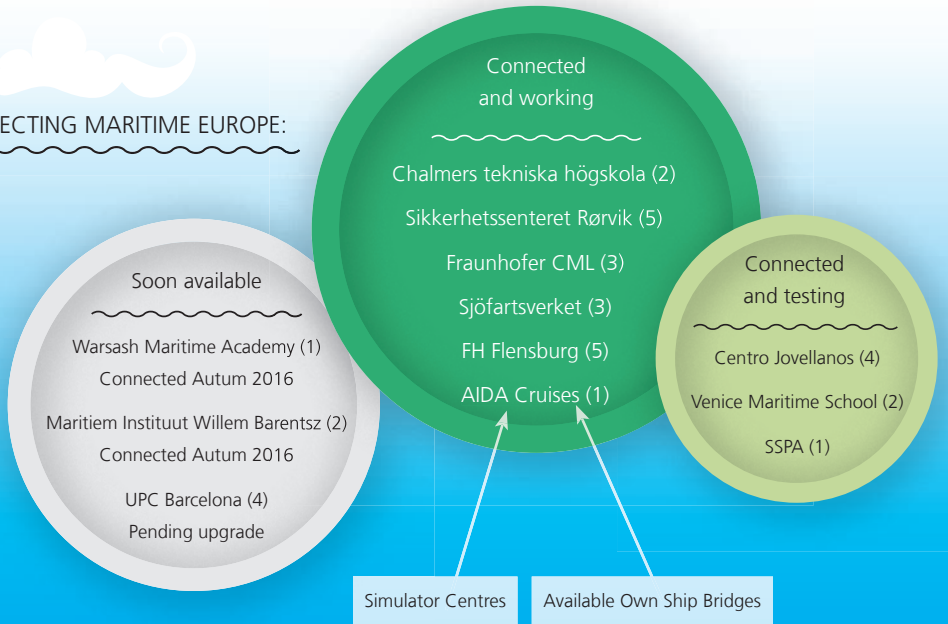 ECTING MARITIME EUROPE:
Connected
and working
Chalmers tekniska högskola (2)
Sikkerhetssenteret Rørvik (5)
Fraunhofer CML (3)
Sjöfartsverket (3)
FH Flensburg (5)
AIDA Cruises (1)
Soon available
Warsash Maritime Academy (1)
Connected Autum 2016
Maritiem Instituut Willem Barentsz (2)
Connected Autum 2016
UPC Barcelona (4)
Pending upgrade
Connected
and testing
Centro Jovellanos (4)
Venice Maritime School (2)
SSPA (1)
Simulator Centres
Available Own Ship Bridges